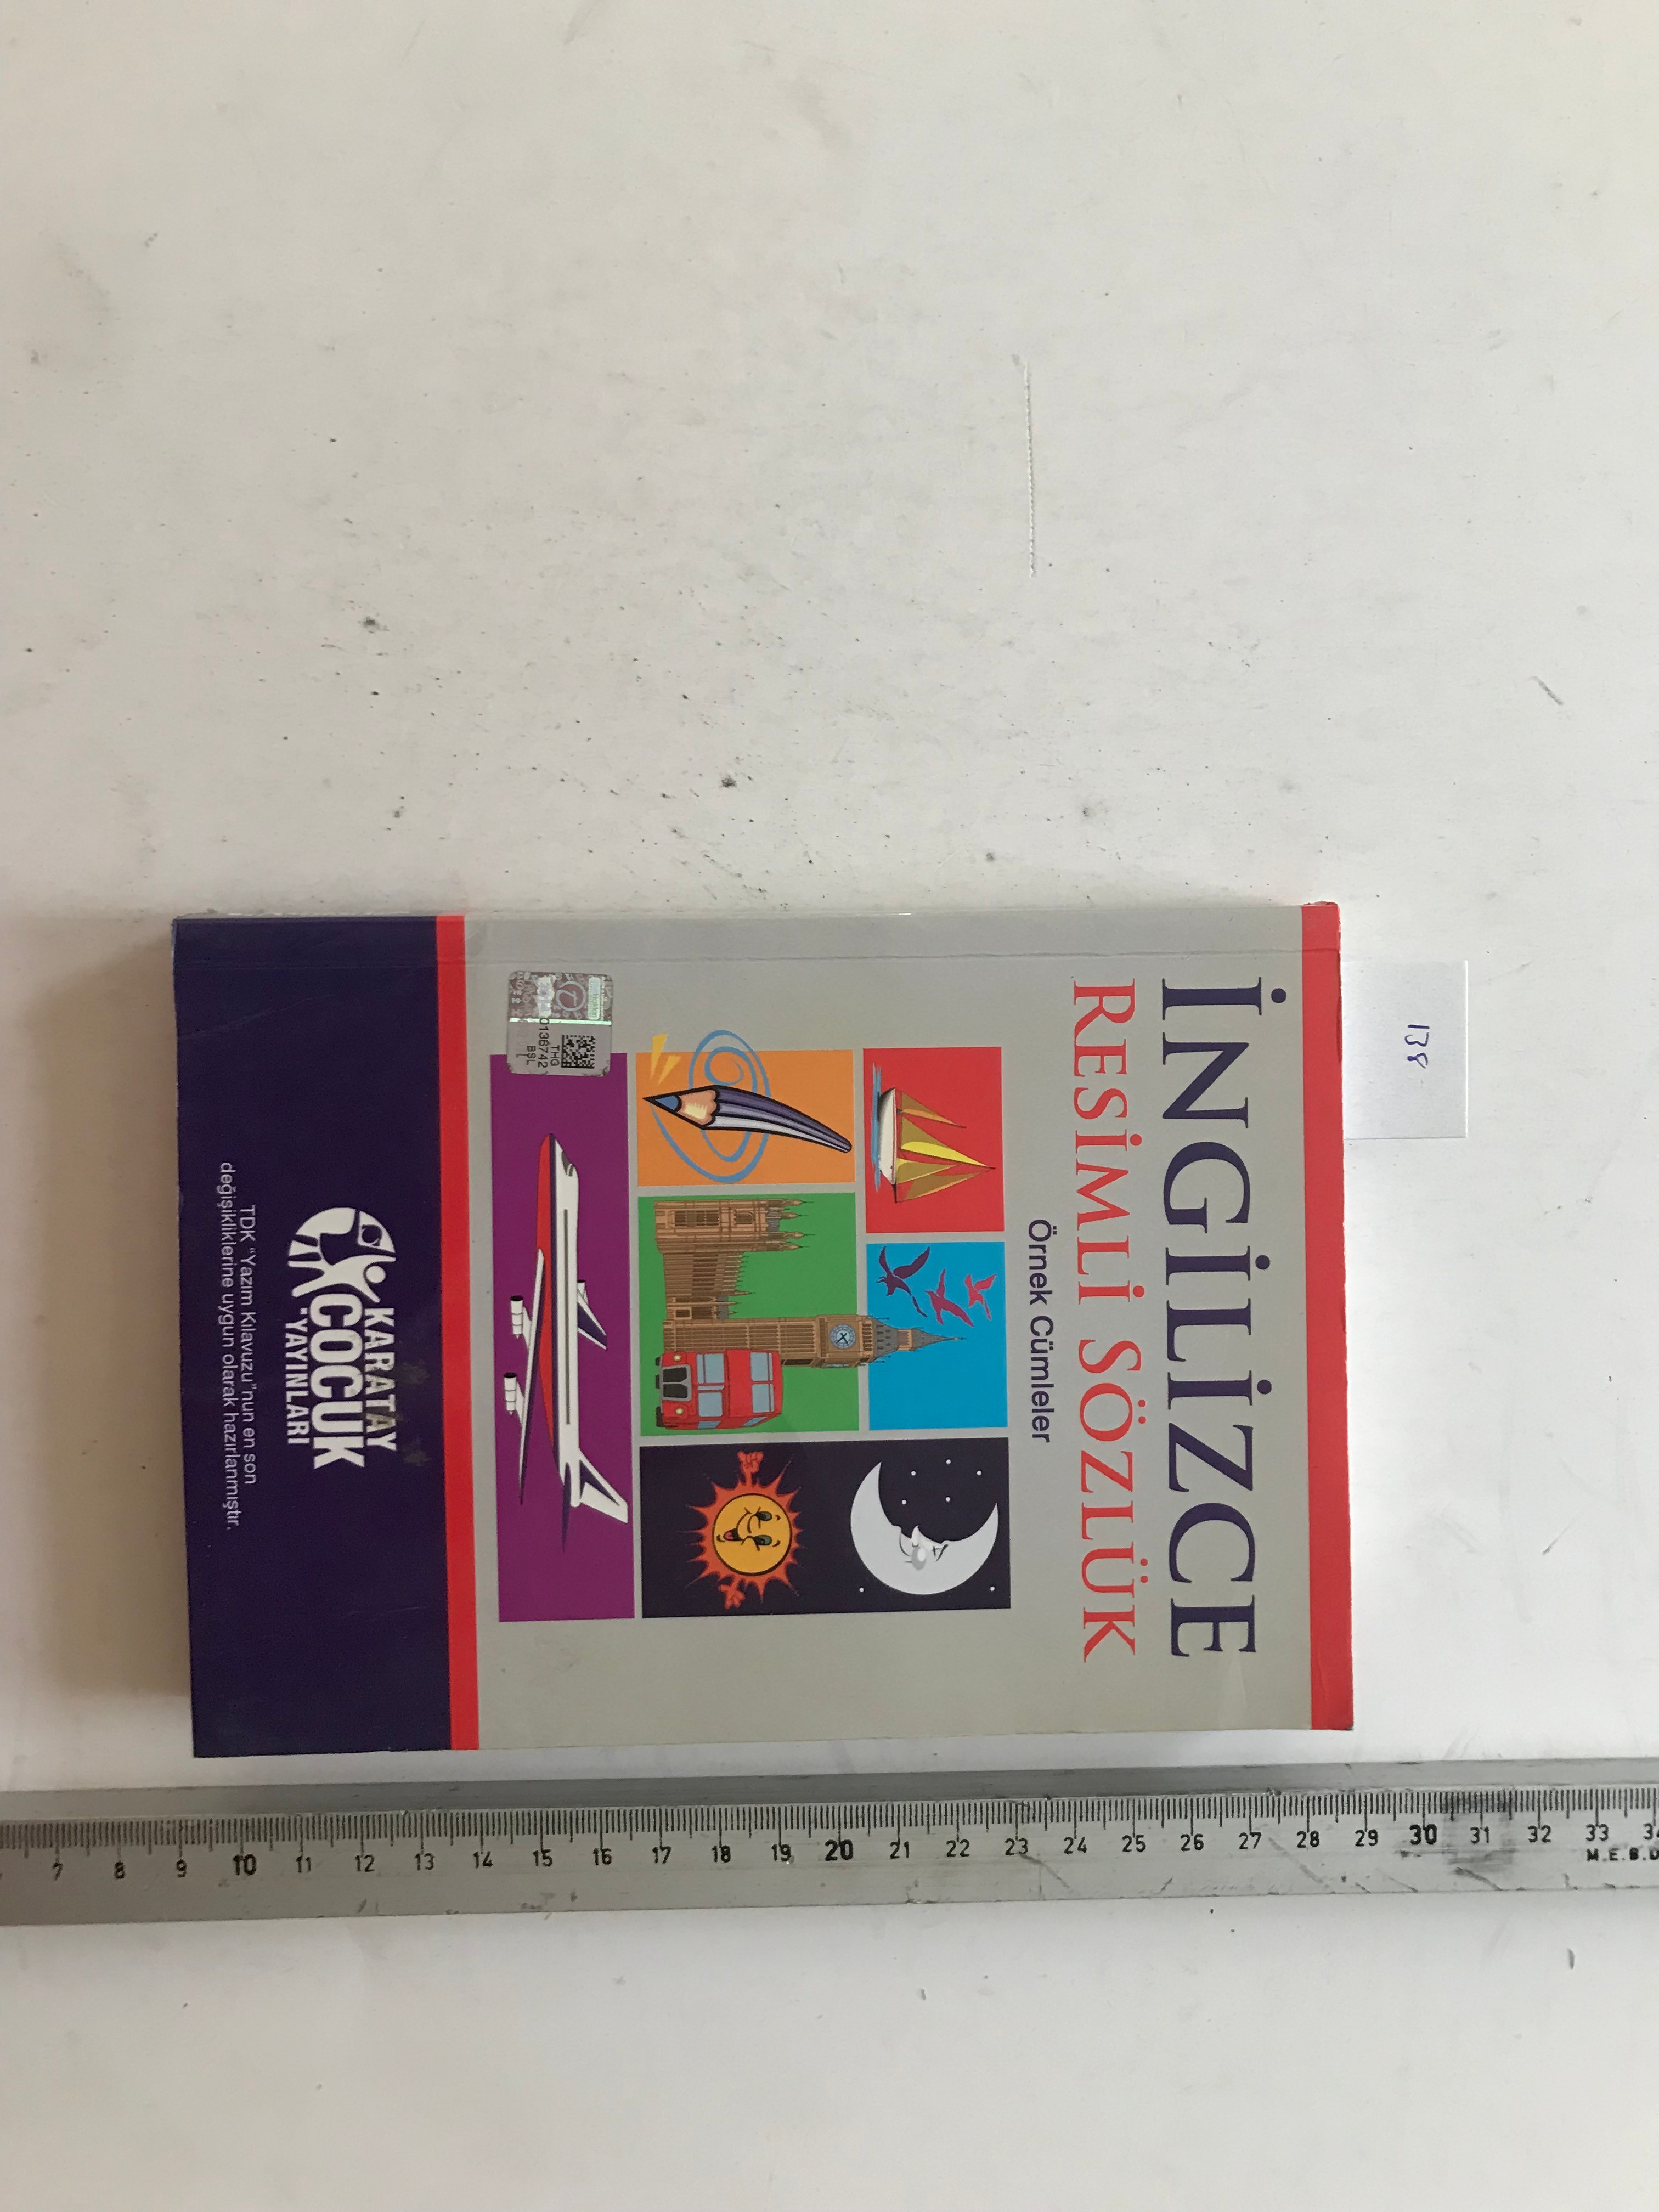 138
İNGİLİZCE
RESİMLİ SÖZLÜK
Örnek Cümleler
THG
BSL
0136742
KARATAY
ÇOCUK
YAYINLARI
TDK "Yazım Kılavuzu"nun en son
değişikliklerine uygun olarak hazırlanmıştır.
7 8 9 10 11 12 13 14 15 16 17 18 19 20 21 22 23 24 25 26 27 28 29 30 31 32 33
M.E.B.D